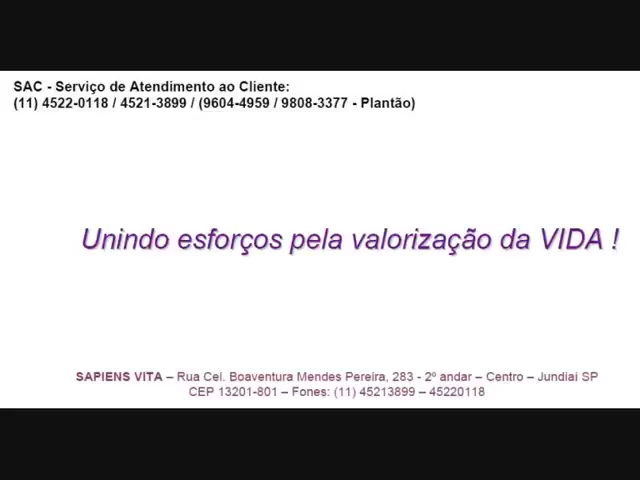 SAC - Serviço de Atendimento ao Cliente:
(11) 4522-0118 / 4521-3899 / (9604-4959 / 9808-3377 - Plantão)
Unindo esforços pela valorização da VIDA !
SAPIENS VITA – Rua Cel. Boaventura Mendes Pereira, 283 - 2º andar – Centro – Jundiaí SP
CEP 13201-801 – Fones: (11) 45213899 – 45220118